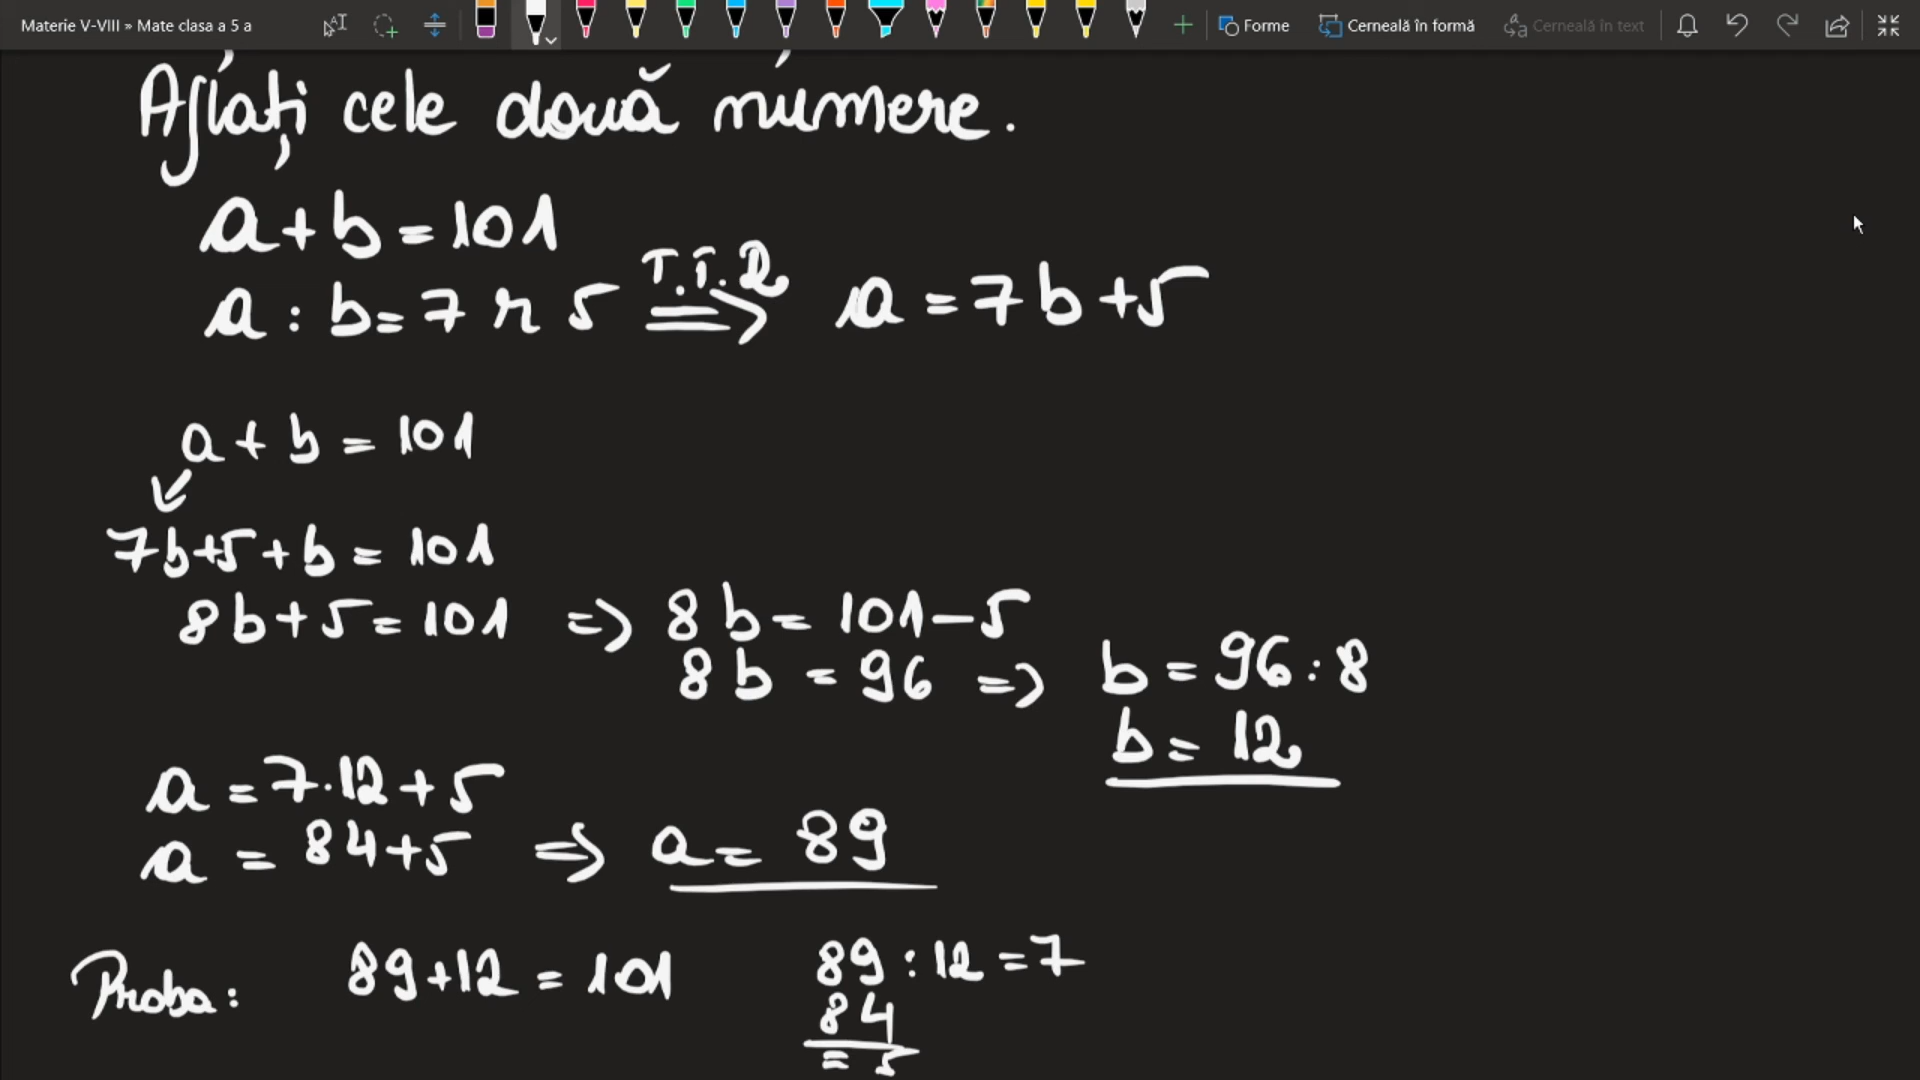 Materie V-VIII » Mate clasa a 5 a
Forme
Cerneală în formă
Cerneală în text
Aflați cele două numere.
a + b = 101
a : b = 7 r 5 T.Î.R ⟹ a = 7b + 5
a + b = 101
↙
7b+5+b = 101
8b+5 = 101 => 8b = 101-5
8b = 96 => b = 96:8
b = 12
a = 7·12+5
a = 84+5 => a = 89
Proba: 89+12 = 101 89:12 = 7
84
= 5